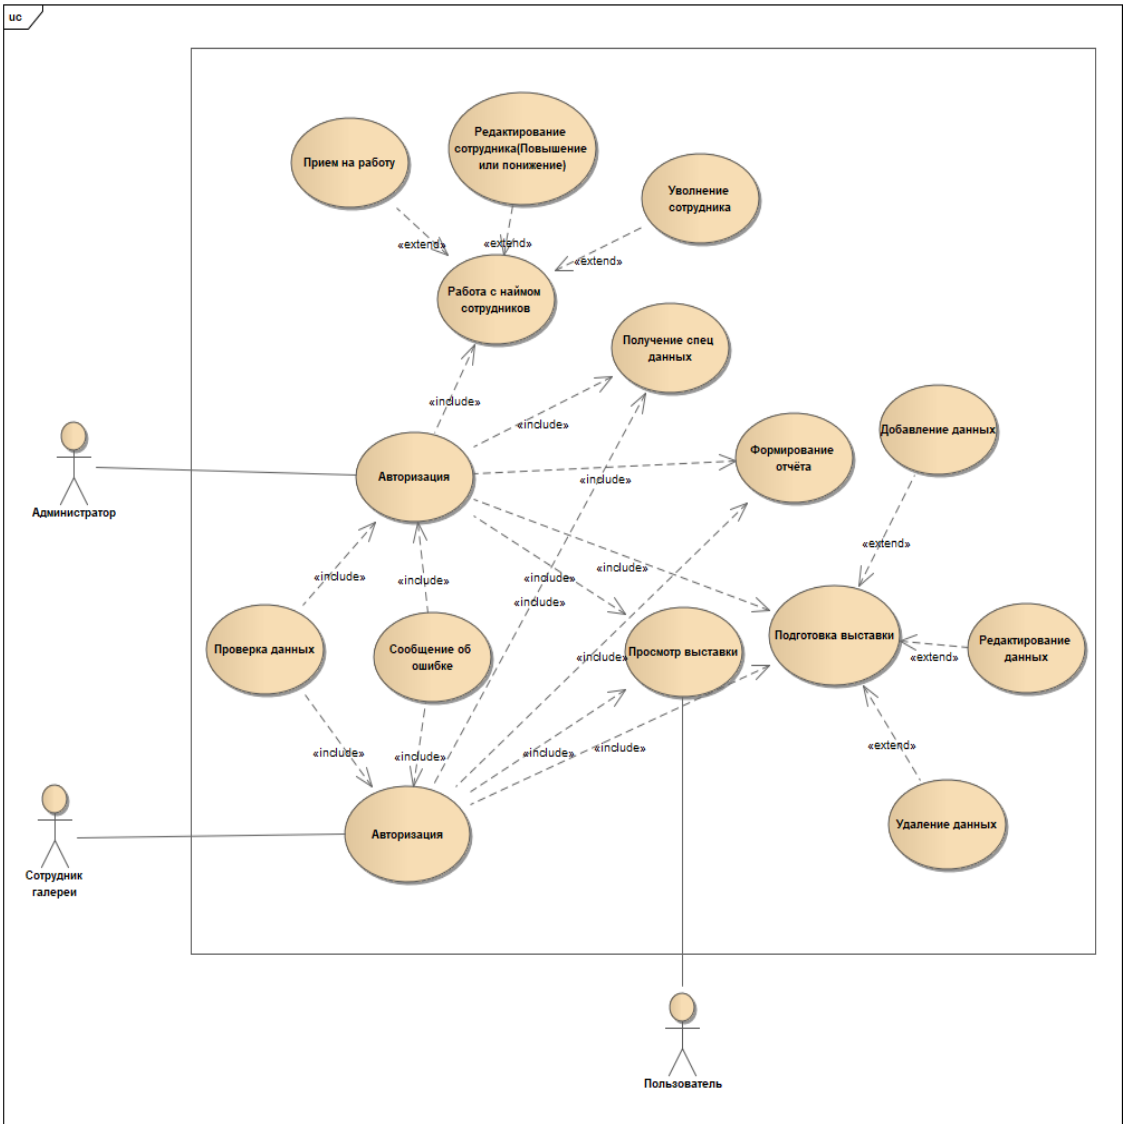 uc
Редактирование
сотрудника(Повышение
или понижение)
Прием на работу
Уволнение
сотрудника
«extend»
«extend»
«extend»
Работа с наймом
сотрудников
Получение спец
данных
«include»
«include»
Добавление данных
Формирование
отчёта
Авторизация
«include»
Администратор
«extend»
«include»
«include»
«include»
«include»
«include»
Проверка данных
Сообщение об
ошибке
«include»
Просмотр выставки
Подготовка выставки
Редактирование
данных
«extend»
«include»
«include»
«include»
«include»
«extend»
Авторизация
Удаление данных
Сотрудник
галереи
Пользователь